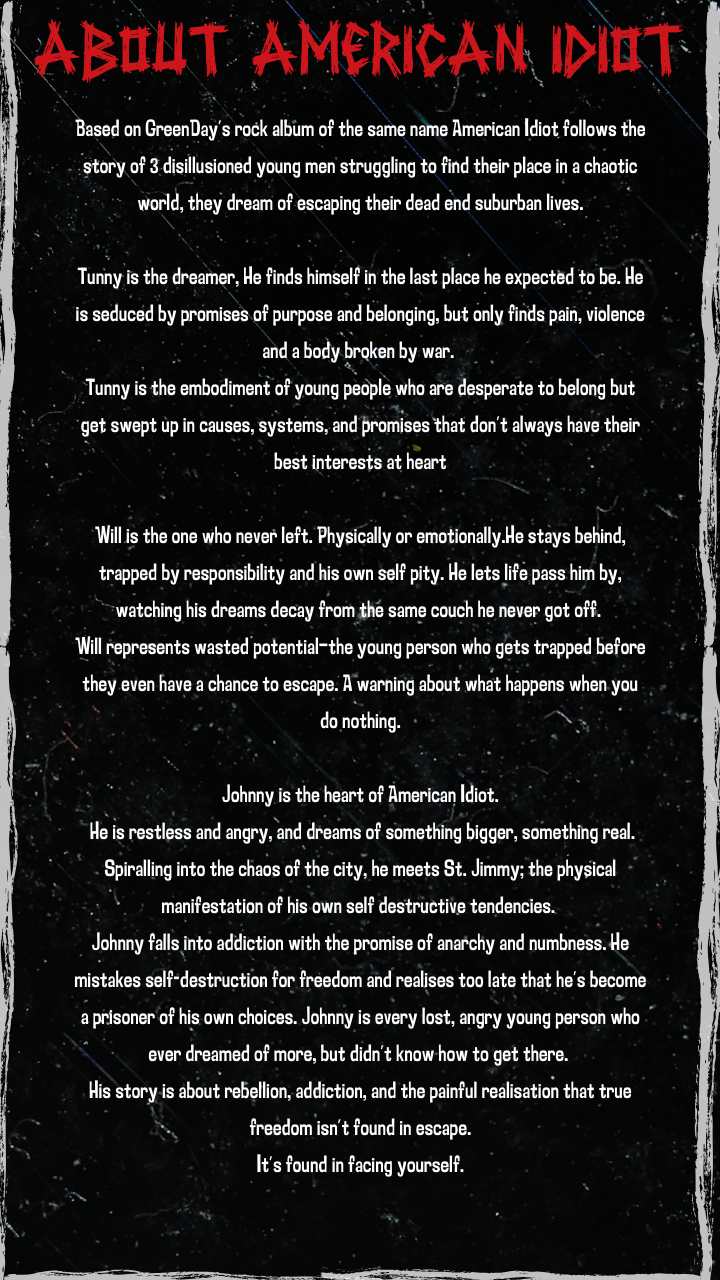 ABOUT AMERICAN IDIOT
Based on GreenDay's rock album of the same name American Idiot follows the
story of 3 disillusioned young men struggling to find their place in a chaotic
world, they dream of escaping their dead end suburban lives.
Tunny is the dreamer, He finds himself in the last place he expected to be. He
is seduced by promises of purpose and belonging, but only finds pain, violence
and a body broken by war.
Tunny is the embodiment of young people who are desperate to belong but
get swept up in causes, systems, and promises that don't always have their
best interests at heart
Will is the one who never left. Physically or emotionally.He stays behind,
trapped by responsibility and his own self pity. He lets life pass him by,
watching his dreams decay from the same couch he never got off.
Will represents wasted potential–the young person who gets trapped before
they even have a chance to escape. A warning about what happens when you
do nothing.
Johnny is the heart of American Idiot.
He is restless and angry, and dreams of something bigger, something real.
Spiralling into the chaos of the city, he meets St. Jimmy; the physical
manifestation of his own self destructive tendencies.
Johnny falls into addiction with the promise of anarchy and numbness. He
mistakes self-destruction for freedom and realises too late that he's become
a prisoner of his own choices. Johnny is every lost, angry young person who
ever dreamed of more, but didn't know how to get there.
His story is about rebellion, addiction, and the painful realisation that true
freedom isn't found in escape.
It's found in facing yourself.